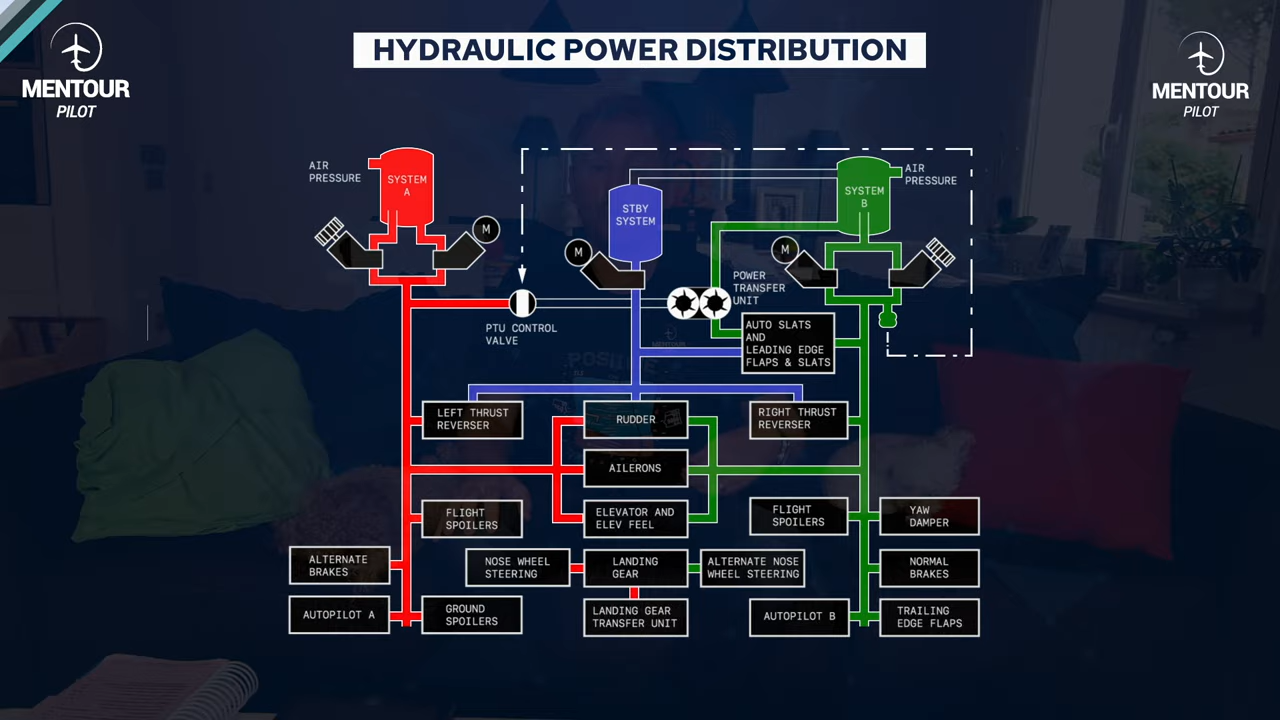 HYDRAULIC POWER DISTRIBUTION
MENTOUR
PILOT
MENTOUR
PILOT
AIR
PRESSURE
SYSTEM
A
M
STBY
SYSTEM
M
SYSTEM
B
AIR
PRESSURE
M
POWER
TRANSFER
UNIT
PTU CONTROL
VALVE
AUTO SLATS
AND
LEADING EDGE
FLAPS & SLATS
LEFT THRUST
REVERSER
RUDDER
RIGHT THRUST
REVERSER
AILERONS
FLIGHT
SPOILERS
ELEVATOR AND
ELEV FEEL
FLIGHT
SPOILERS
YAW
DAMPER
ALTERNATE
BRAKES
NOSE WHEEL
STEERING
LANDING
GEAR
ALTERNATE NOSE
WHEEL STEERING
NORMAL
BRAKES
AUTOPILOT A
GROUND
SPOILERS
LANDING GEAR
TRANSFER UNIT
AUTOPILOT B
TRAILING
EDGE FLAPS